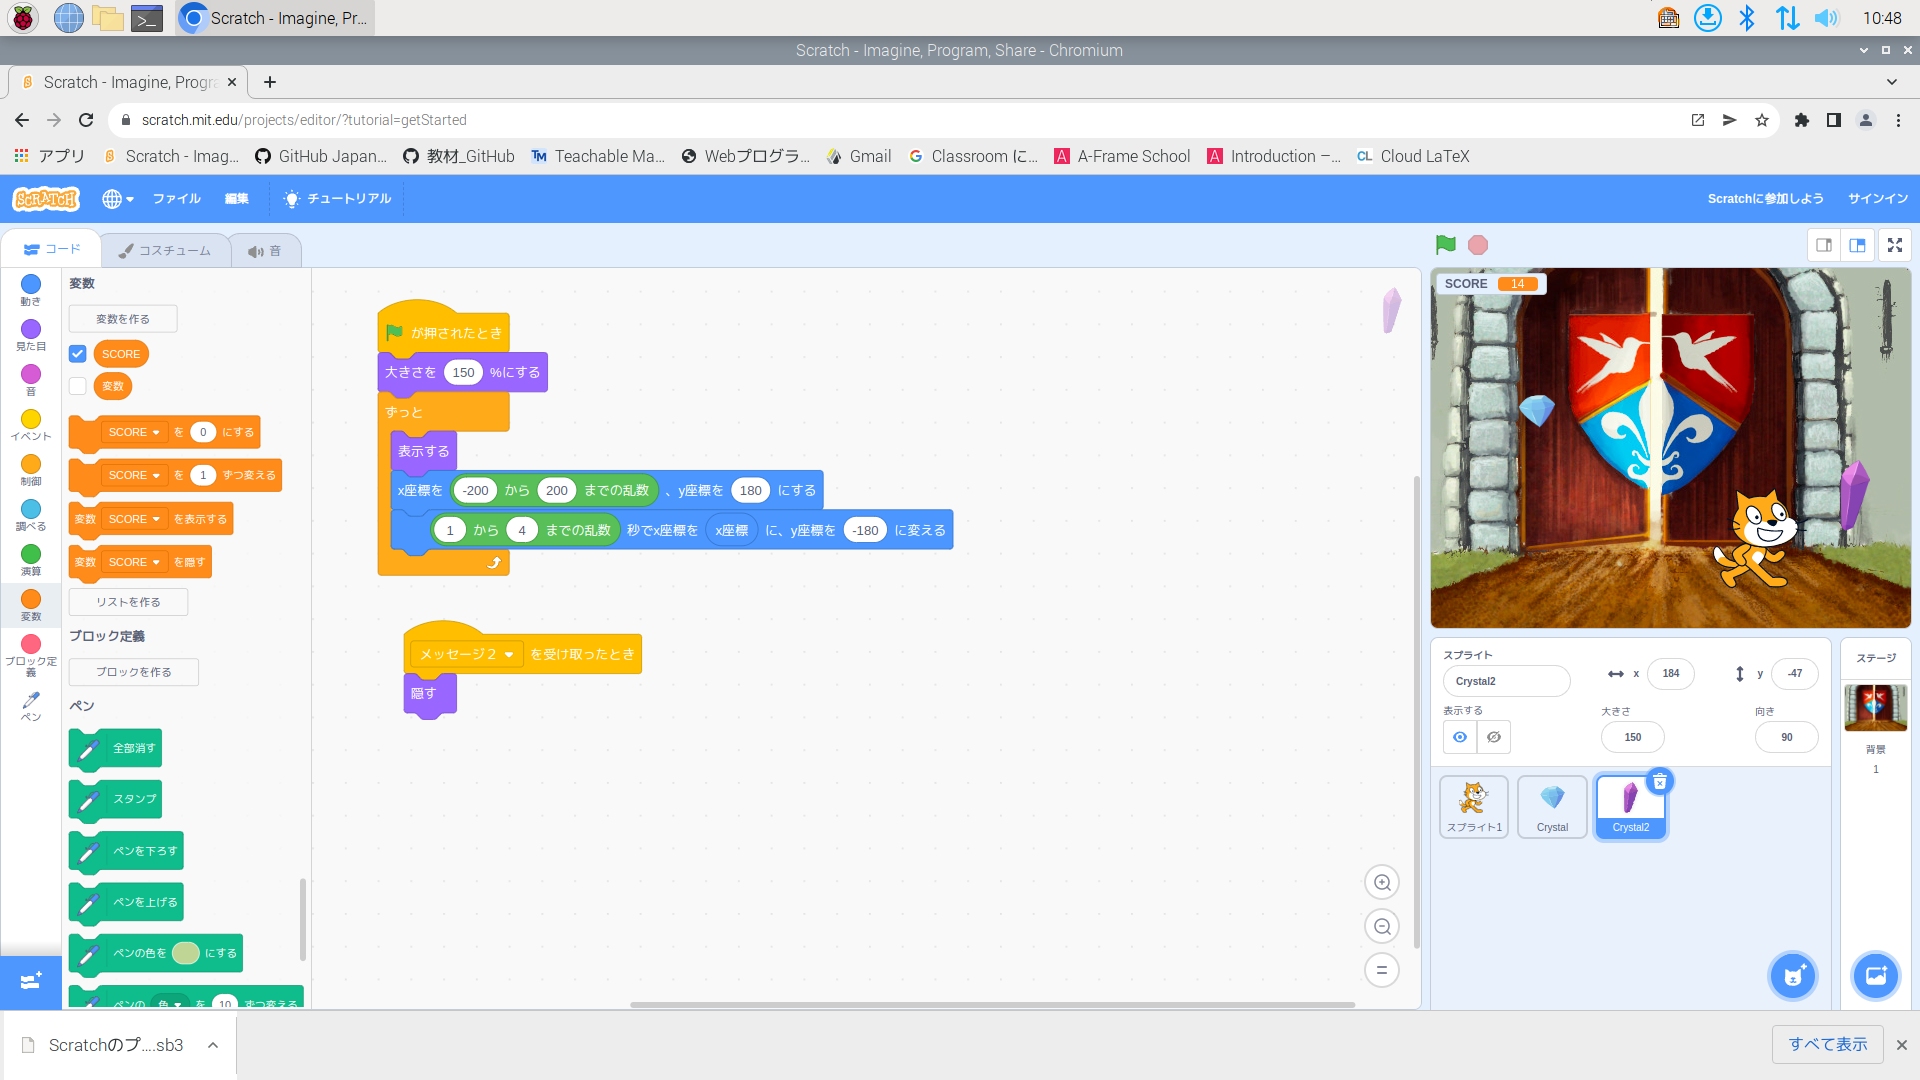 Scratch - Imagine, Pr...
10:48
Scratch - Imagine, Program, Share - Chromium
Scratch - Imagine, Progra
scratch.mit.edu/projects/editor/?tutorial=getStarted
アプリ
Scratch - Imag...
GitHub Japan...
教材_GitHub
Teachable Ma...
Webプログラ...
Gmail
Classroom に...
A-Frame School
Introduction –...
Cloud LaTeX
SCRATCH
ファイル
編集
チュートリアル
Scratchに参加しよう
サインイン
コード
コスチューム
音
動き
見た目
音
イベント
制御
調べる
演算
変数
ブロック定義
ペン
変数
変数を作る
SCORE
変数
SCORE を 0 にする
SCORE を 1 ずつ変える
変数 SCORE を表示する
変数 SCORE を隠す
リストを作る
ブロック定義
ブロックを作る
ペン
全部消す
スタンプ
ペンを下ろす
ペンを上げる
ペンの色を にする
ペンの 色 を 10 ずつ変える
が押されたとき
大きさを 150 %にする
ずっと
表示する
x座標を -200 から 200 までの乱数 、y座標を 180 にする
1 から 4 までの乱数 秒でx座標を x座標 に、y座標を -180 に変える
メッセージ２ を受け取ったとき
隠す
SCORE 14
スプライト
Crystal2
x 184
y -47
表示する
大きさ
150
向き
90
スプライト1
Crystal
Crystal2
ステージ
背景
1
Scratchのプ....sb3
すべて表示